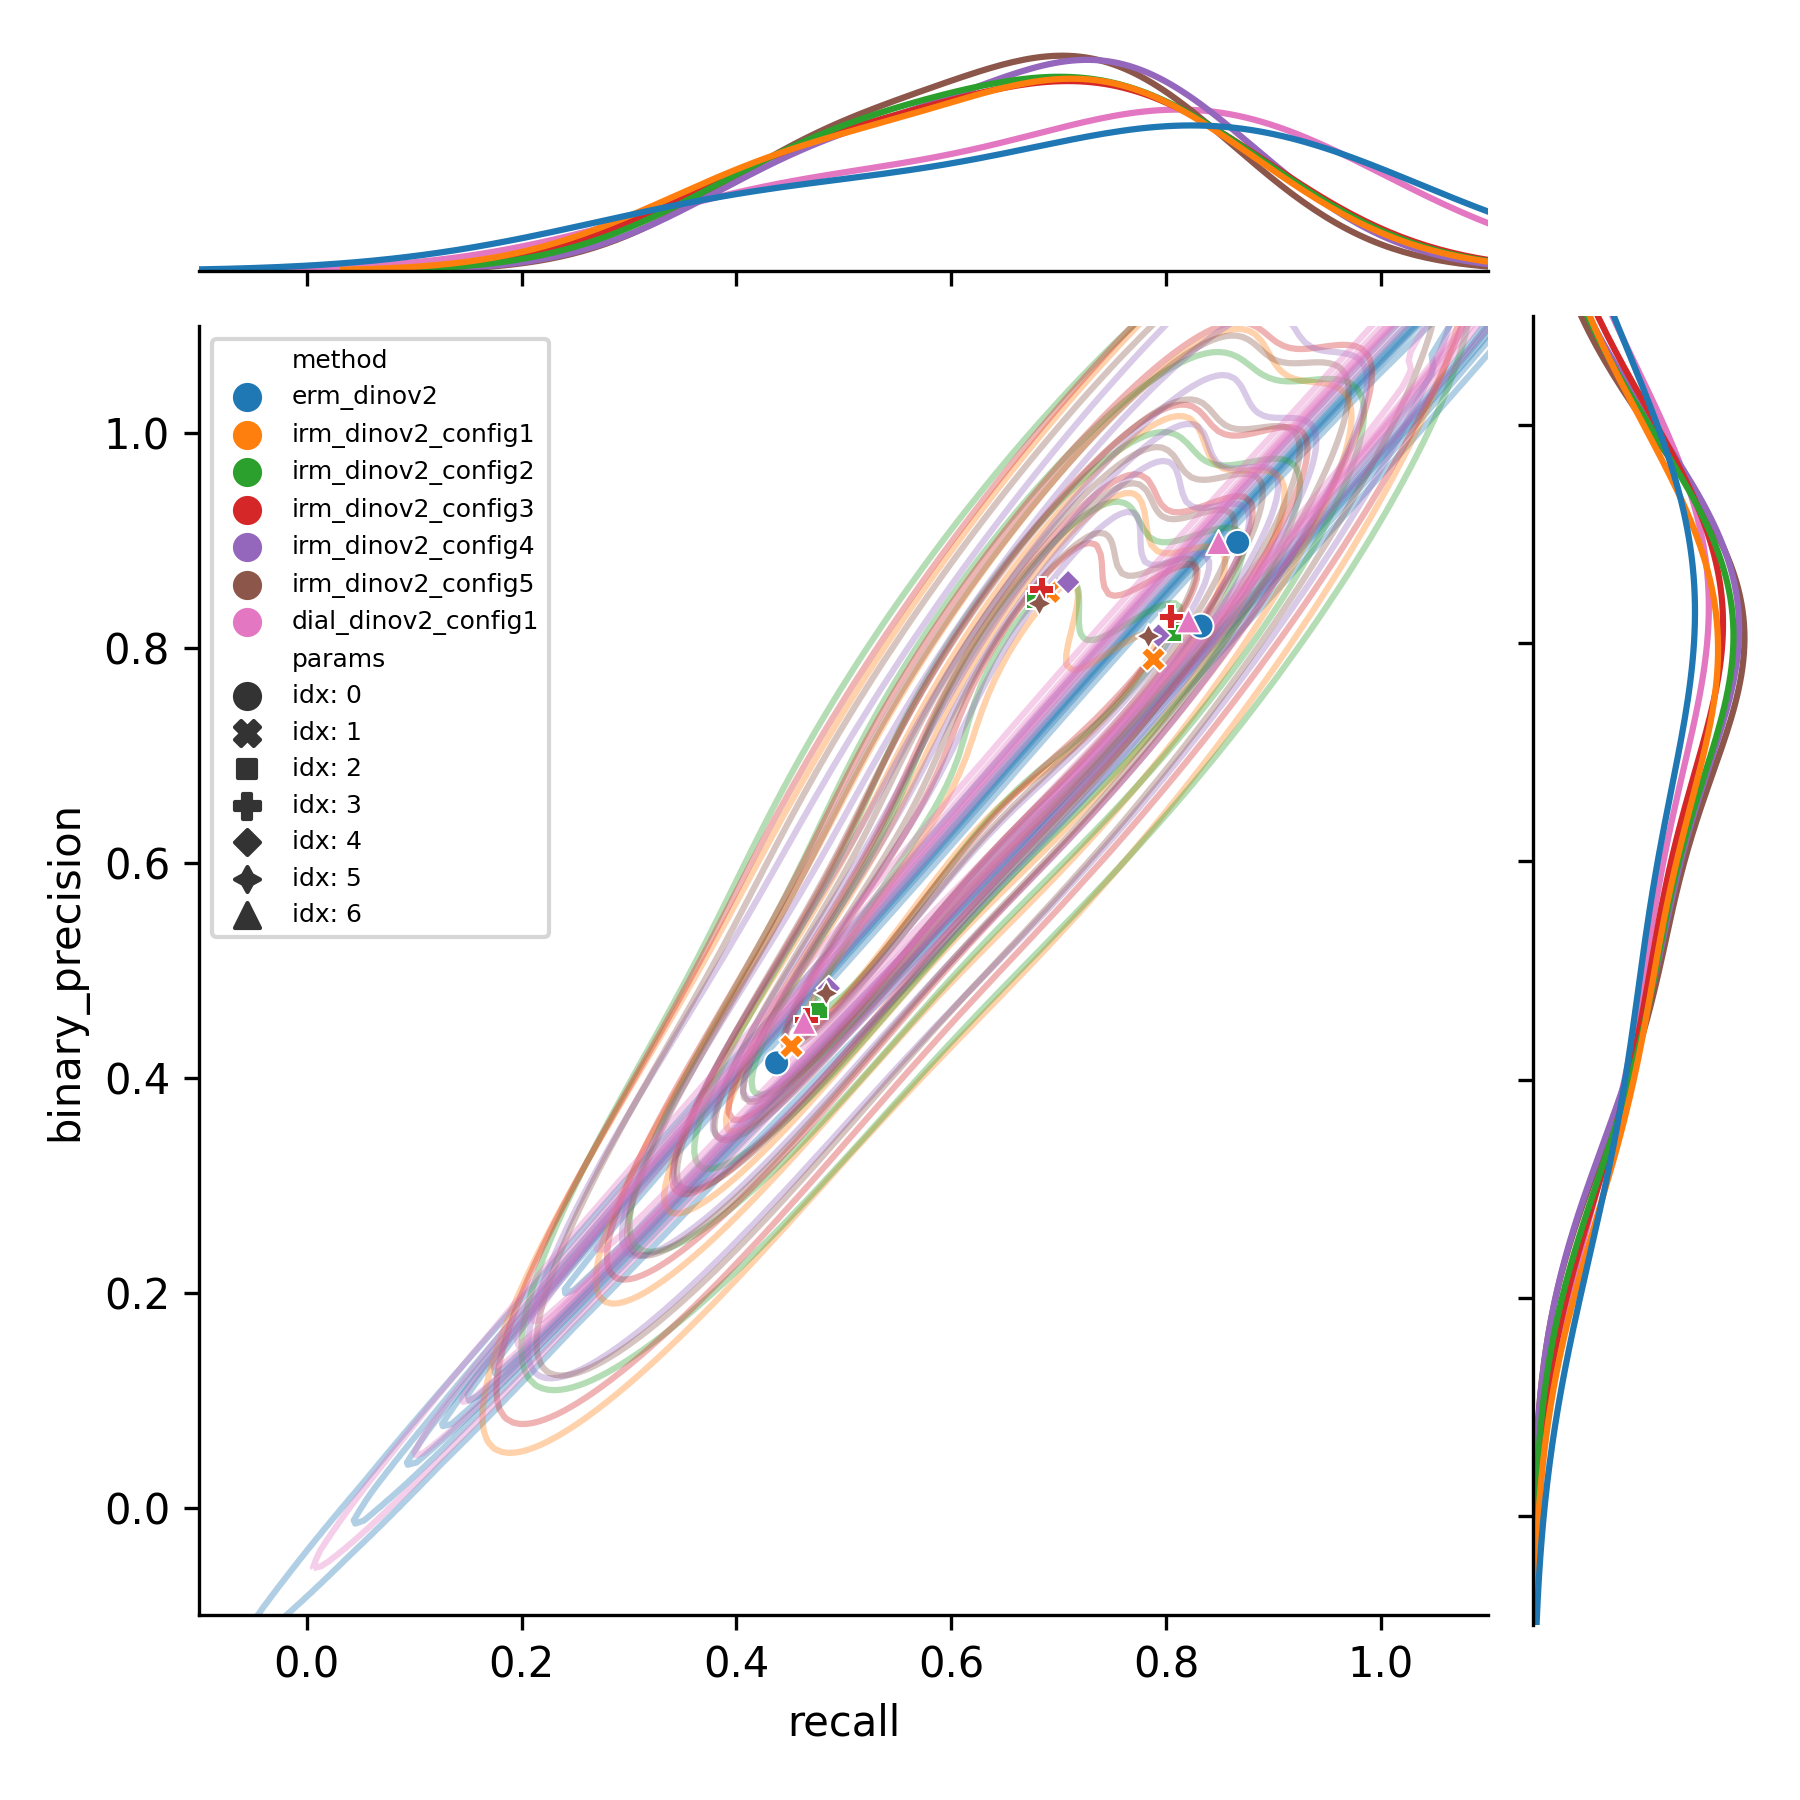 method
erm_dinov2
irm_dinov2_config1
irm_dinov2_config2
irm_dinov2_config3
irm_dinov2_config4
irm_dinov2_config5
dial_dinov2_config1
params
idx: 0
idx: 1
idx: 2
idx: 3
idx: 4
idx: 5
idx: 6
binary_precision
1.0
0.8
0.6
0.4
0.2
0.0
0.0 0.2 0.4 0.6 0.8 1.0
recall